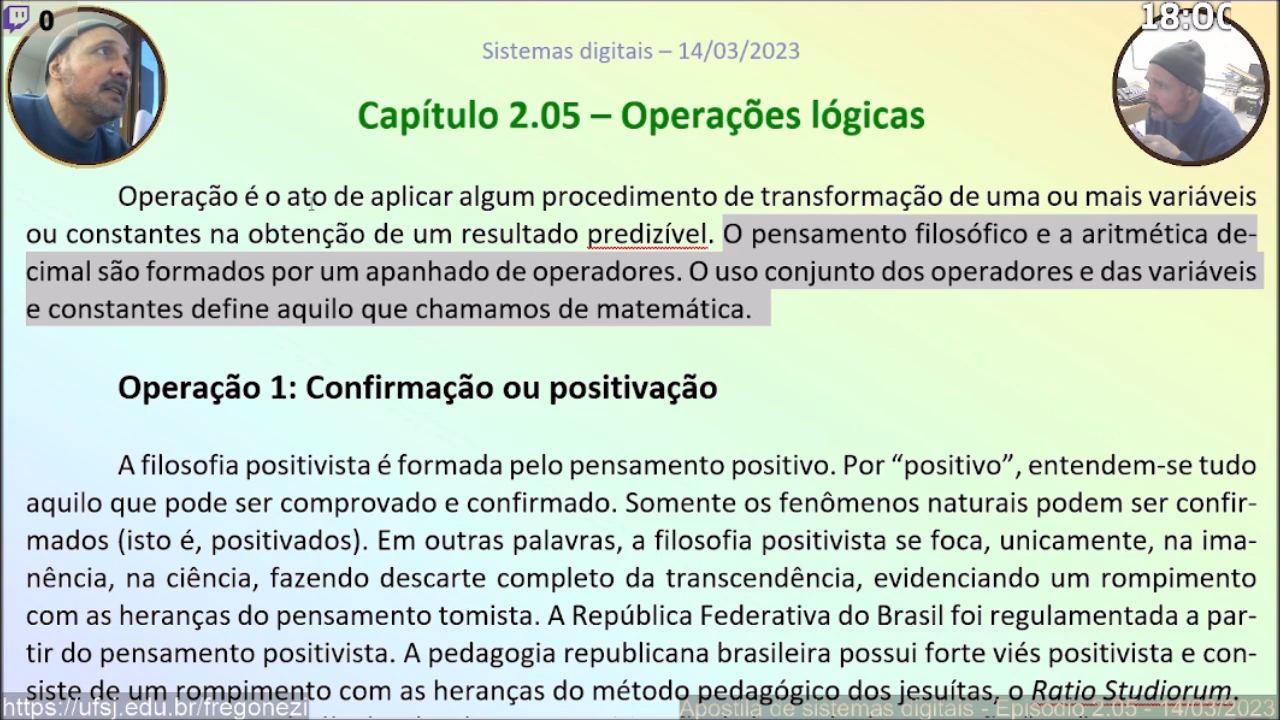 0
18:00
Sistemas digitais – 14/03/2023
Capítulo 2.05 – Operações lógicas
Operação é o ato de aplicar algum procedimento de transformação de uma ou mais variáveis
ou constantes na obtenção de um resultado predizível. O pensamento filosófico e a aritmética de-
cimal são formados por um apanhado de operadores. O uso conjunto dos operadores e das variáveis
e constantes define aquilo que chamamos de matemática.
Operação 1: Confirmação ou positivação
A filosofia positivista é formada pelo pensamento positivo. Por “positivo”, entendem-se tudo
aquilo que pode ser comprovado e confirmado. Somente os fenômenos naturais podem ser confir-
mados (isto é, positivados). Em outras palavras, a filosofia positivista se foca, unicamente, na ima-
nência, na ciência, fazendo descarte completo da transcendência, evidenciando um rompimento
com as heranças do pensamento tomista. A República Federativa do Brasil foi regulamentada a par-
tir do pensamento positivista. A pedagogia republicana brasileira possui forte viés positivista e con-
siste de um rompimento com as heranças do método pedagógico dos jesuítas, o Ratio Studiorum.
https://ufsj.edu.br/fregonezi
Apostila de sistemas digitais - Episódio 2.05 - 14/03/2023